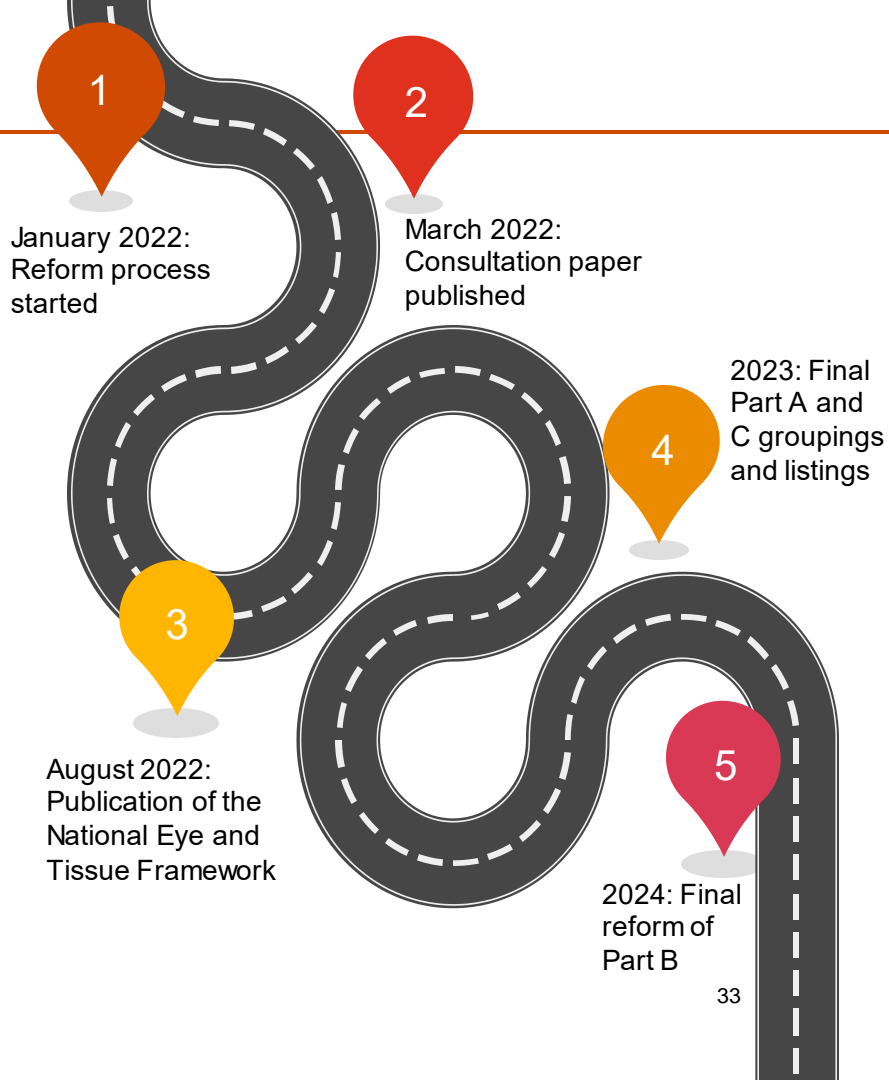 1
January 2022:
Reform process
started
2
March 2022:
Consultation paper
published
3
August 2022:
Publication of the
National Eye and
Tissue Framework
4
2023: Final
Part A and
C groupings
and listings
5
2024: Final
reform of
Part B
33